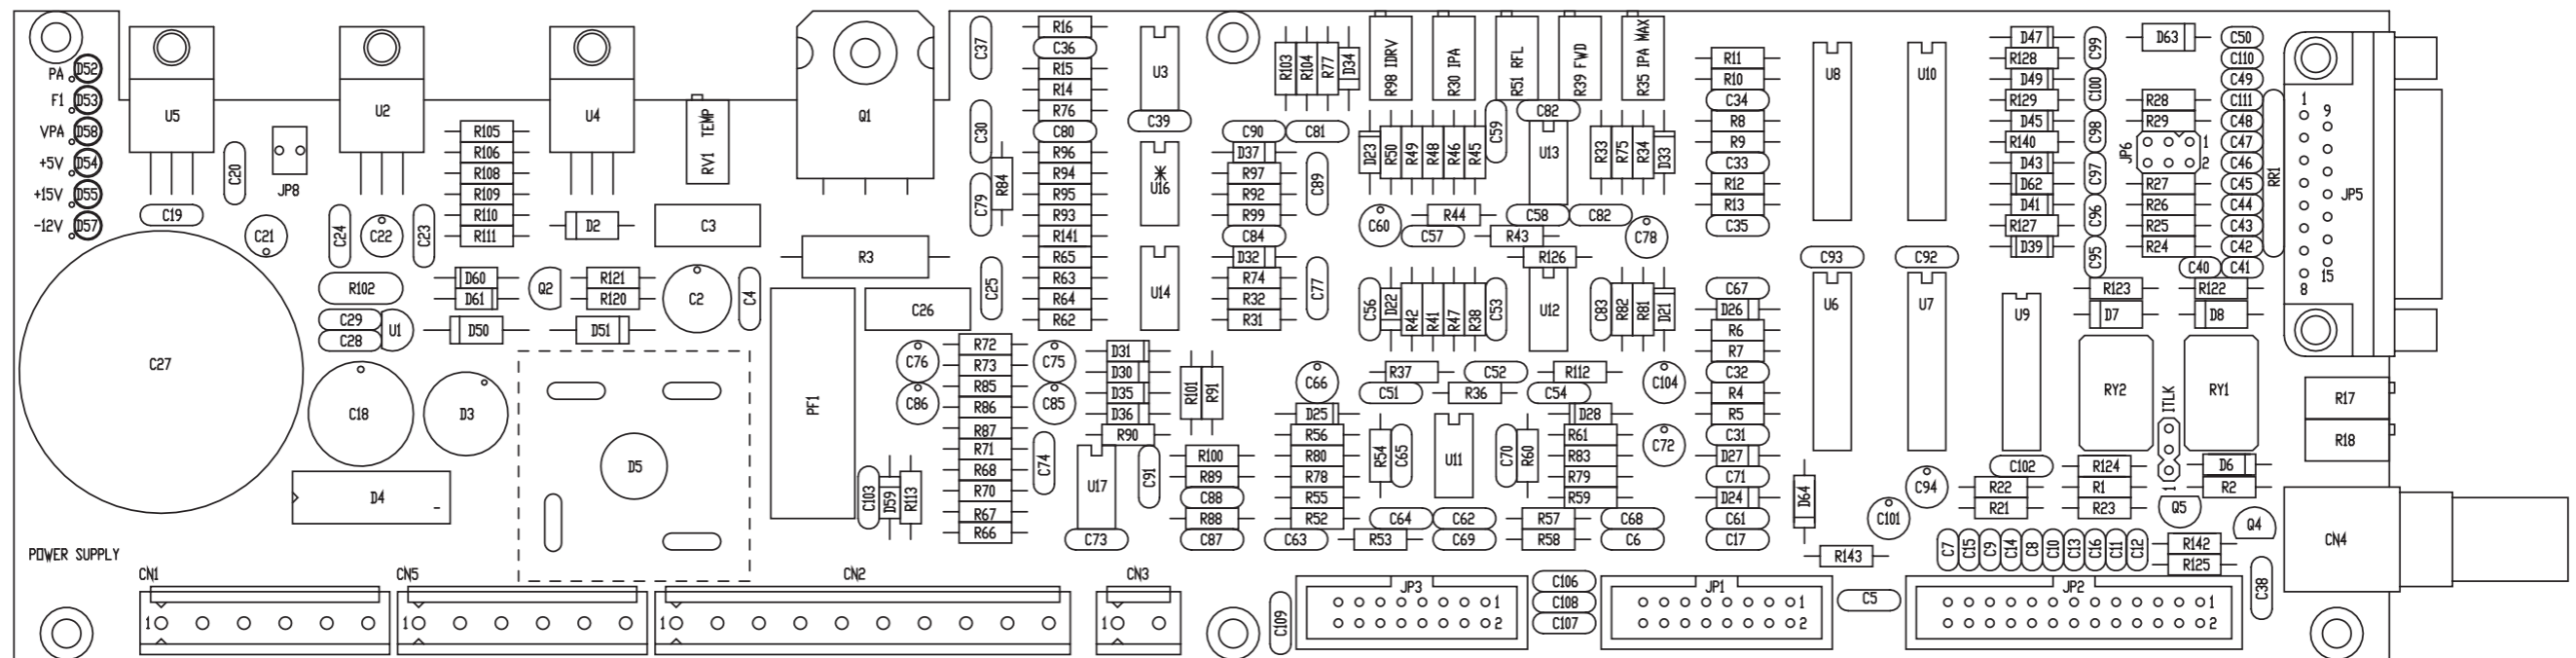 PA D52
F1 D53
VPA D58
+5V D54
+15V D55
-12V D57
U5
C19
C20
C21
C27
JP8
U2
C24
C22
C23
R102
C29
C28
U1
C18
D3
D4
-
POWER SUPPLY
R105
R106
R108
R109
R110
R111
D60
D61
D50
Q2
U4
D2
R121
R120
D51
RV1 TEMP
C3
C2
C4
D5
Q1
R3
PF1
C26
C37
C30
C79
R84
C25
C76
C86
C103
D59
R113
R72
R73
R85
R86
R87
R71
R68
R70
R67
R66
R16
C36
R15
R14
R76
C80
R96
R94
R95
R93
R141
R65
R63
R64
R62
C75
C85
C74
U3
C39
U16
U14
D31
D30
D35
D36
R90
U17
C91
C73
R101
R91
R100
R89
C88
R88
C87
C90
C81
D37
R97
R92
R99
C84
D32
R74
R32
R31
C89
C77
R103
R104
R77
D34
R98 IDRV
R30 IPA
R51 RFL
R39 FWD
R35 IPA MAX
D23
R50
R49
R48
R46
R45
C59
C82
U13
R33
R75
R34
D33
C60
R44
C57
C58
C82
R43
C78
R126
C56
D22
R42
R41
R47
R38
C53
U12
C83
R82
R81
D21
C66
R37
C51
C52
R36
R112
C54
C104
D25
R56
R80
R78
R55
R52
C63
R54
C65
U11
C70
R60
D28
R61
R83
R79
R59
C72
C64
R53
C62
C69
R57
R58
C68
C6
R11
R10
C34
R8
R9
C33
R12
R13
C35
C67
D26
R6
R7
C32
R4
R5
C31
D27
C71
D24
C61
C17
U8
U10
C93
C92
U6
U7
U9
D64
R143
C101
C94
C102
R22
R21
D47
R128
D49
R129
D45
R140
D43
D62
D41
R127
D39
C99
C100
C98
C97
C96
C95
D63
R28
R29
JP6
1
2
R27
R26
R25
R24
C50
C110
C49
C111
C48
C47
C46
C45
C44
C43
C42
C40
C41
RR1
1
9
8
15
JP5
R123
D7
R122
D8
RY2
RY1
ITLK
1
R17
R18
R124
R1
R23
D6
R2
Q5
Q4
R142
R125
CN4
C7
C15
C9
C14
C8
C10
C13
C16
C11
C12
C38
CN1
1
CN5
1
CN2
1
CN3
1
C109
JP3
1
2
C106
C108
C107
JP1
1
2
C5
JP2
1
2